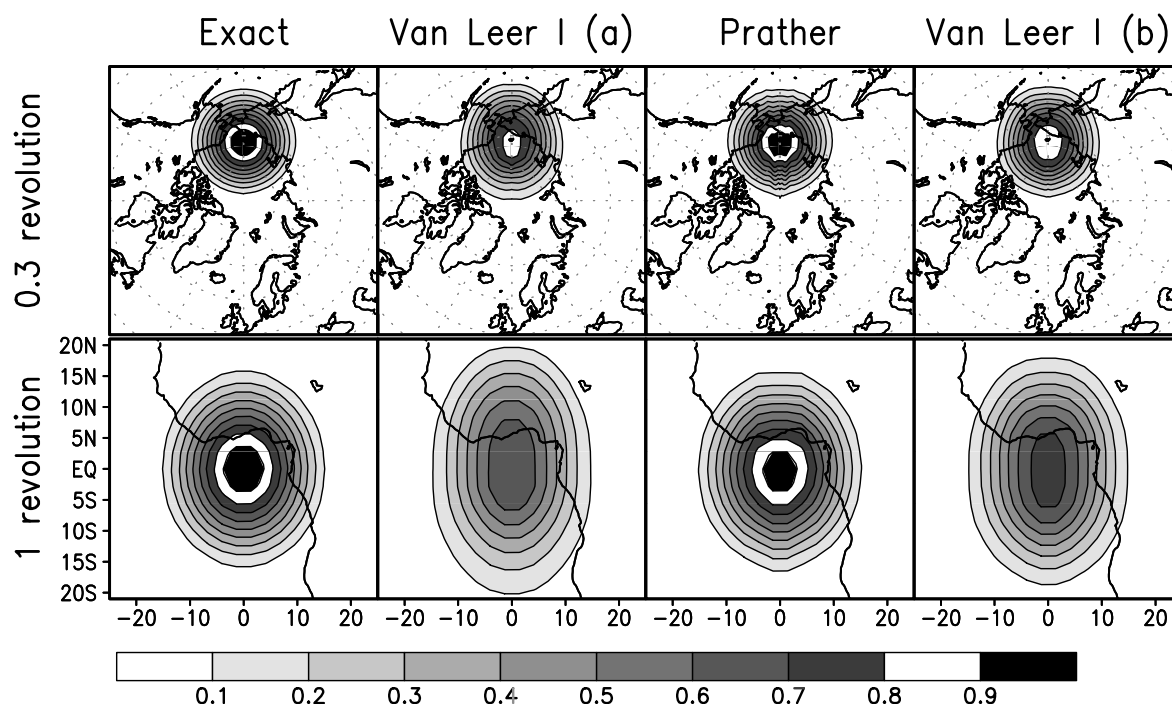 Exact Van Leer I (a) Prather Van Leer I (b)
0.3 revolution
1 revolution
20N
15N
10N
5N
EQ
5S
10S
15S
20S
−20 −10 0 10 20 −20 −10 0 10 20 −20 −10 0 10 20 −20 −10 0 10 20
0.1 0.2 0.3 0.4 0.5 0.6 0.7 0.8 0.9